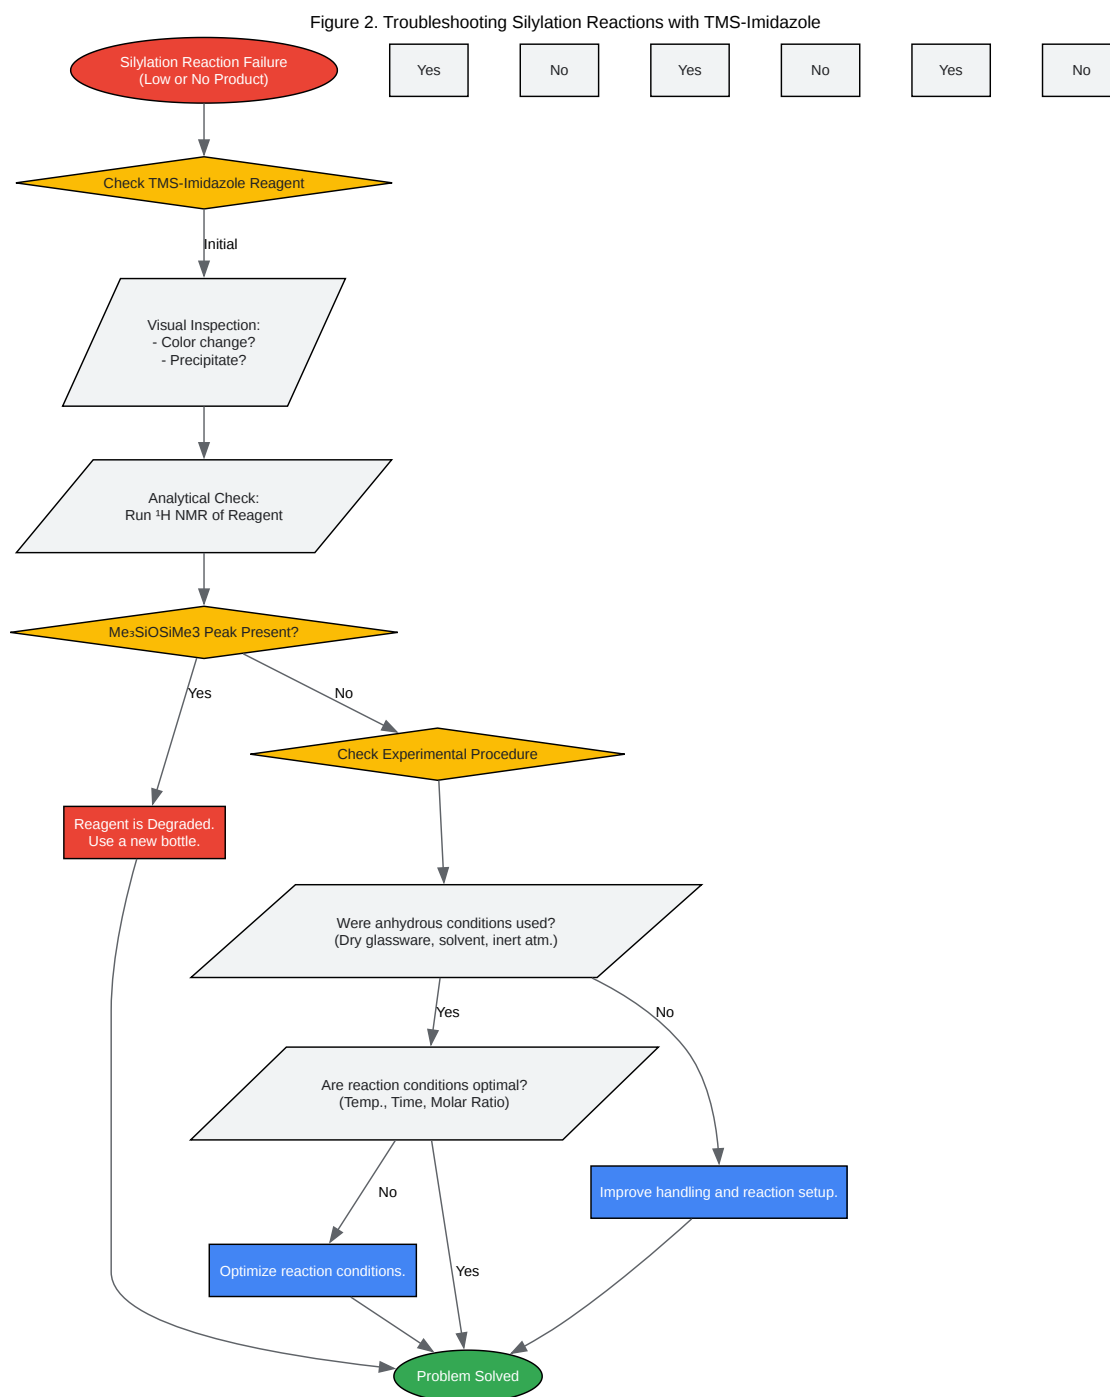 Figure 2. Troubleshooting Silylation Reactions with TMS-Imidazole
Silylation Reaction Failure
(Low or No Product)
Yes
No
Yes
No
Yes
No
Check TMS-Imidazole Reagent
Initial
Visual Inspection:
- Color change?
- Precipitate?
Analytical Check:
Run ¹H NMR of Reagent
Me₃SiOSiMe3 Peak Present?
Yes
No
Check Experimental Procedure
Reagent is Degraded.
Use a new bottle.
Were anhydrous conditions used?
(Dry glassware, solvent, inert atm.)
Yes
No
Are reaction conditions optimal?
(Temp., Time, Molar Ratio)
No
Improve handling and reaction setup.
Optimize reaction conditions.
Yes
Problem Solved